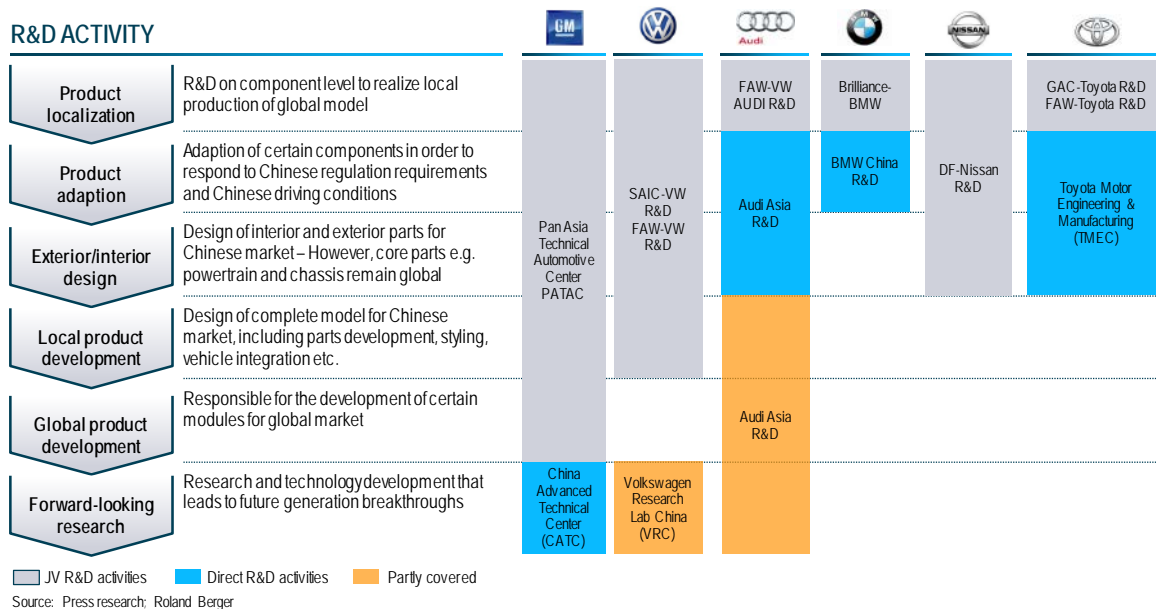 R&D ACTIVITY
GM
Audi
BMW
NISSAN
Product
localization
R&D on component level to realize local
production of global model
FAW-VW
AUDI R&D
Brilliance-
BMW
GAC-Toyota R&D
FAW-Toyota R&D
Product
adaption
Adaption of certain components in order to
respond to Chinese regulation requirements
and Chinese driving conditions
Pan Asia
Technical
Automotive
Center
PATAC
SAIC-VW
R&D
FAW-VW
R&D
Audi Asia
R&D
BMW China
R&D
DF-Nissan
R&D
Toyota Motor
Engineering &
Manufacturing
(TMEC)
Exterior/interior
design
Design of interior and exterior parts for
Chinese market – However, core parts e.g.
powertrain and chassis remain global
Local product
development
Design of complete model for Chinese
market, including parts development, styling,
vehicle integration etc.
Global product
development
Responsible for the development of certain
modules for global market
Audi Asia
R&D
Forward-looking
research
Research and technology development that
leads to future generation breakthroughs
China
Advanced
Technical
Center
(CATC)
Volkswagen
Research
Lab China
(VRC)
JV R&D activities
Direct R&D activities
Partly covered
Source: Press research; Roland Berger